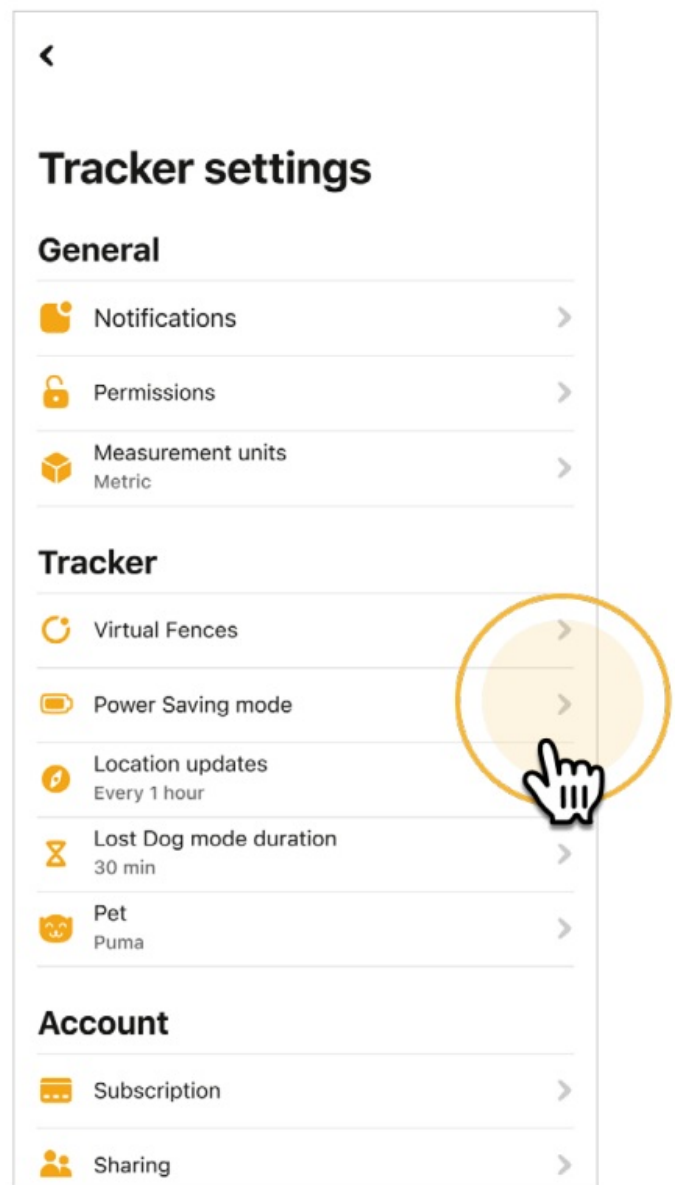 Tracker settings
General
Notifications
Permissions
Measurement units
Metric
Tracker
Virtual Fences
Power Saving mode
Location updates
Every 1 hour
Lost Dog mode duration
30 min
Pet
Puma
Account
Subscription
Sharing